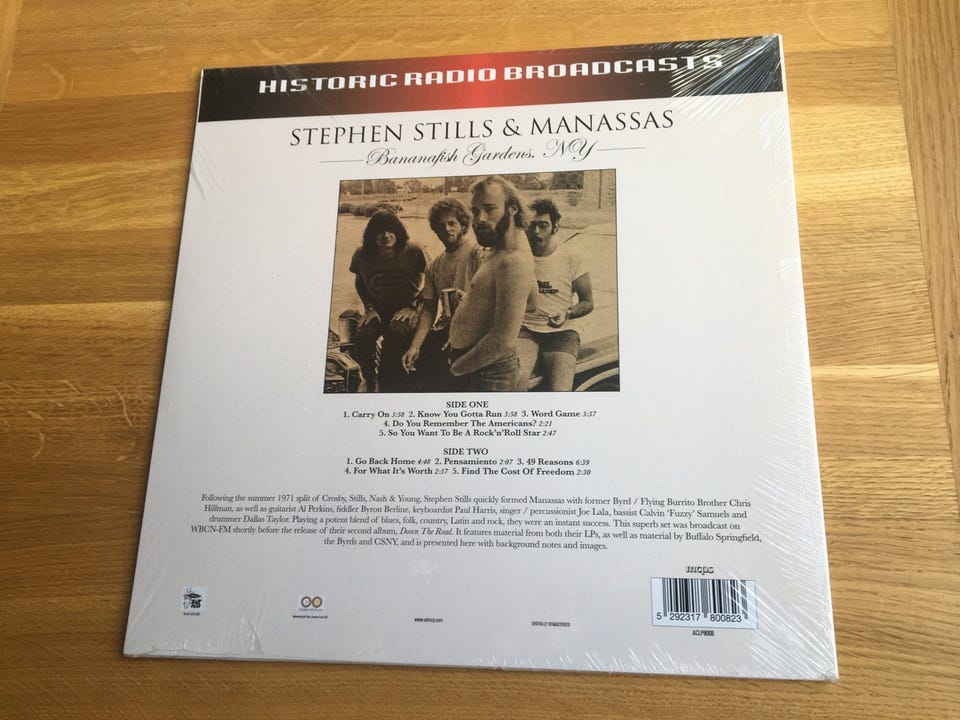 HISTORIC RADIO BROADCASTS
STEPHEN STILLS & MANASSAS
Bananafish Gardens, NY
SIDE ONE
1. Carry On 3:58 2. Know You Gotta Run 5:58 3. Word Game 3:37
4. Do You Remember The Americans? 2:21
5. So You Want To Be A Rock'n'Roll Star 2:47
SIDE TWO
1. Go Back Home 4:48 2. Pensamiento 2:07 3. 49 Reasons 6:39
4. For What It's Worth 2:57 5. Find The Cost Of Freedom 2:30
Following the summer 1971 split of Crosby, Stills, Nash & Young, Stephen Stills quickly formed Manassas with former Byrd / Flying Burrito Brother Chris
Hillman, as well as guitarist Al Perkins, fiddler Byron Berline, keyboardist Paul Harris, singer / percussionist Joe Lala, bassist Calvin 'Fuzzy' Samuels and
drummer Dallas Taylor. Playing a potent blend of blues, folk, country, Latin and rock, they were an instant success. This superb set was broadcast on
WBCN-FM shortly before the release of their second album, Down The Road. It features material from both their LPs, as well as material by Buffalo Springfield,
the Byrds and CSNY, and is presented here with background notes and images.
mcps
DIGITALLY REMASTERED
5 292317 800823
ACLP8008